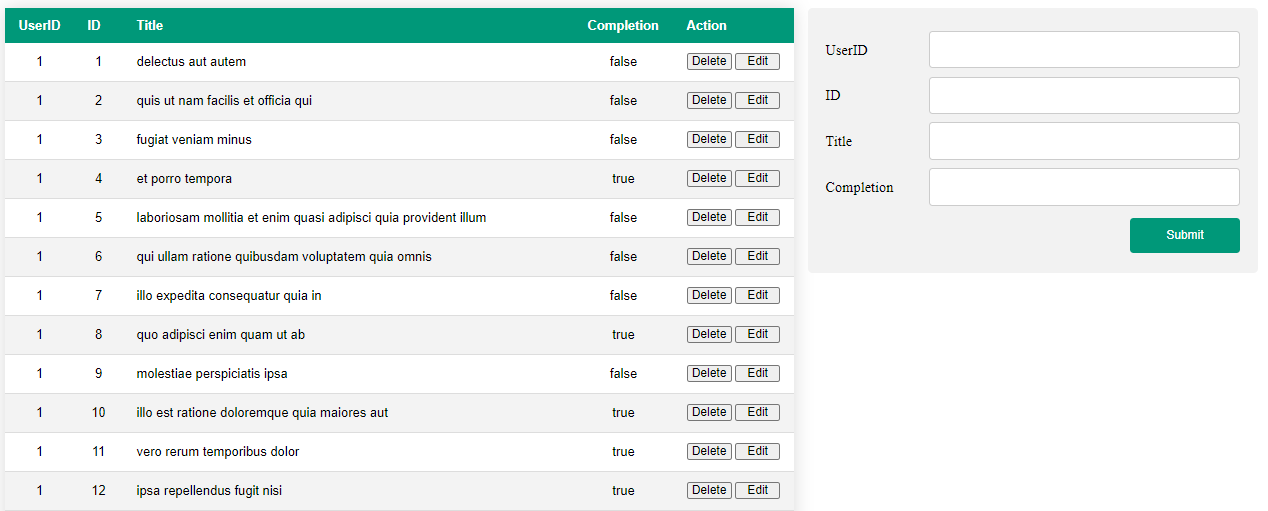 UserID ID Title Completion Action
1 1 delectus aut autem false Delete Edit
1 2 quis ut nam facilis et officia qui false Delete Edit
1 3 fugiat veniam minus false Delete Edit
1 4 et porro tempora true Delete Edit
1 5 laboriosam mollitia et enim quasi adipisci quia provident illum false Delete Edit
1 6 qui ullam ratione quibusdam voluptatem quia omnis false Delete Edit
1 7 illo expedita consequatur quia in false Delete Edit
1 8 quo adipisci enim quam ut ab true Delete Edit
1 9 molestiae perspiciatis ipsa false Delete Edit
1 10 illo est ratione doloremque quia maiores aut true Delete Edit
1 11 vero rerum temporibus dolor true Delete Edit
1 12 ipsa repellendus fugit nisi true Delete Edit
UserID
ID
Title
Completion
Submit